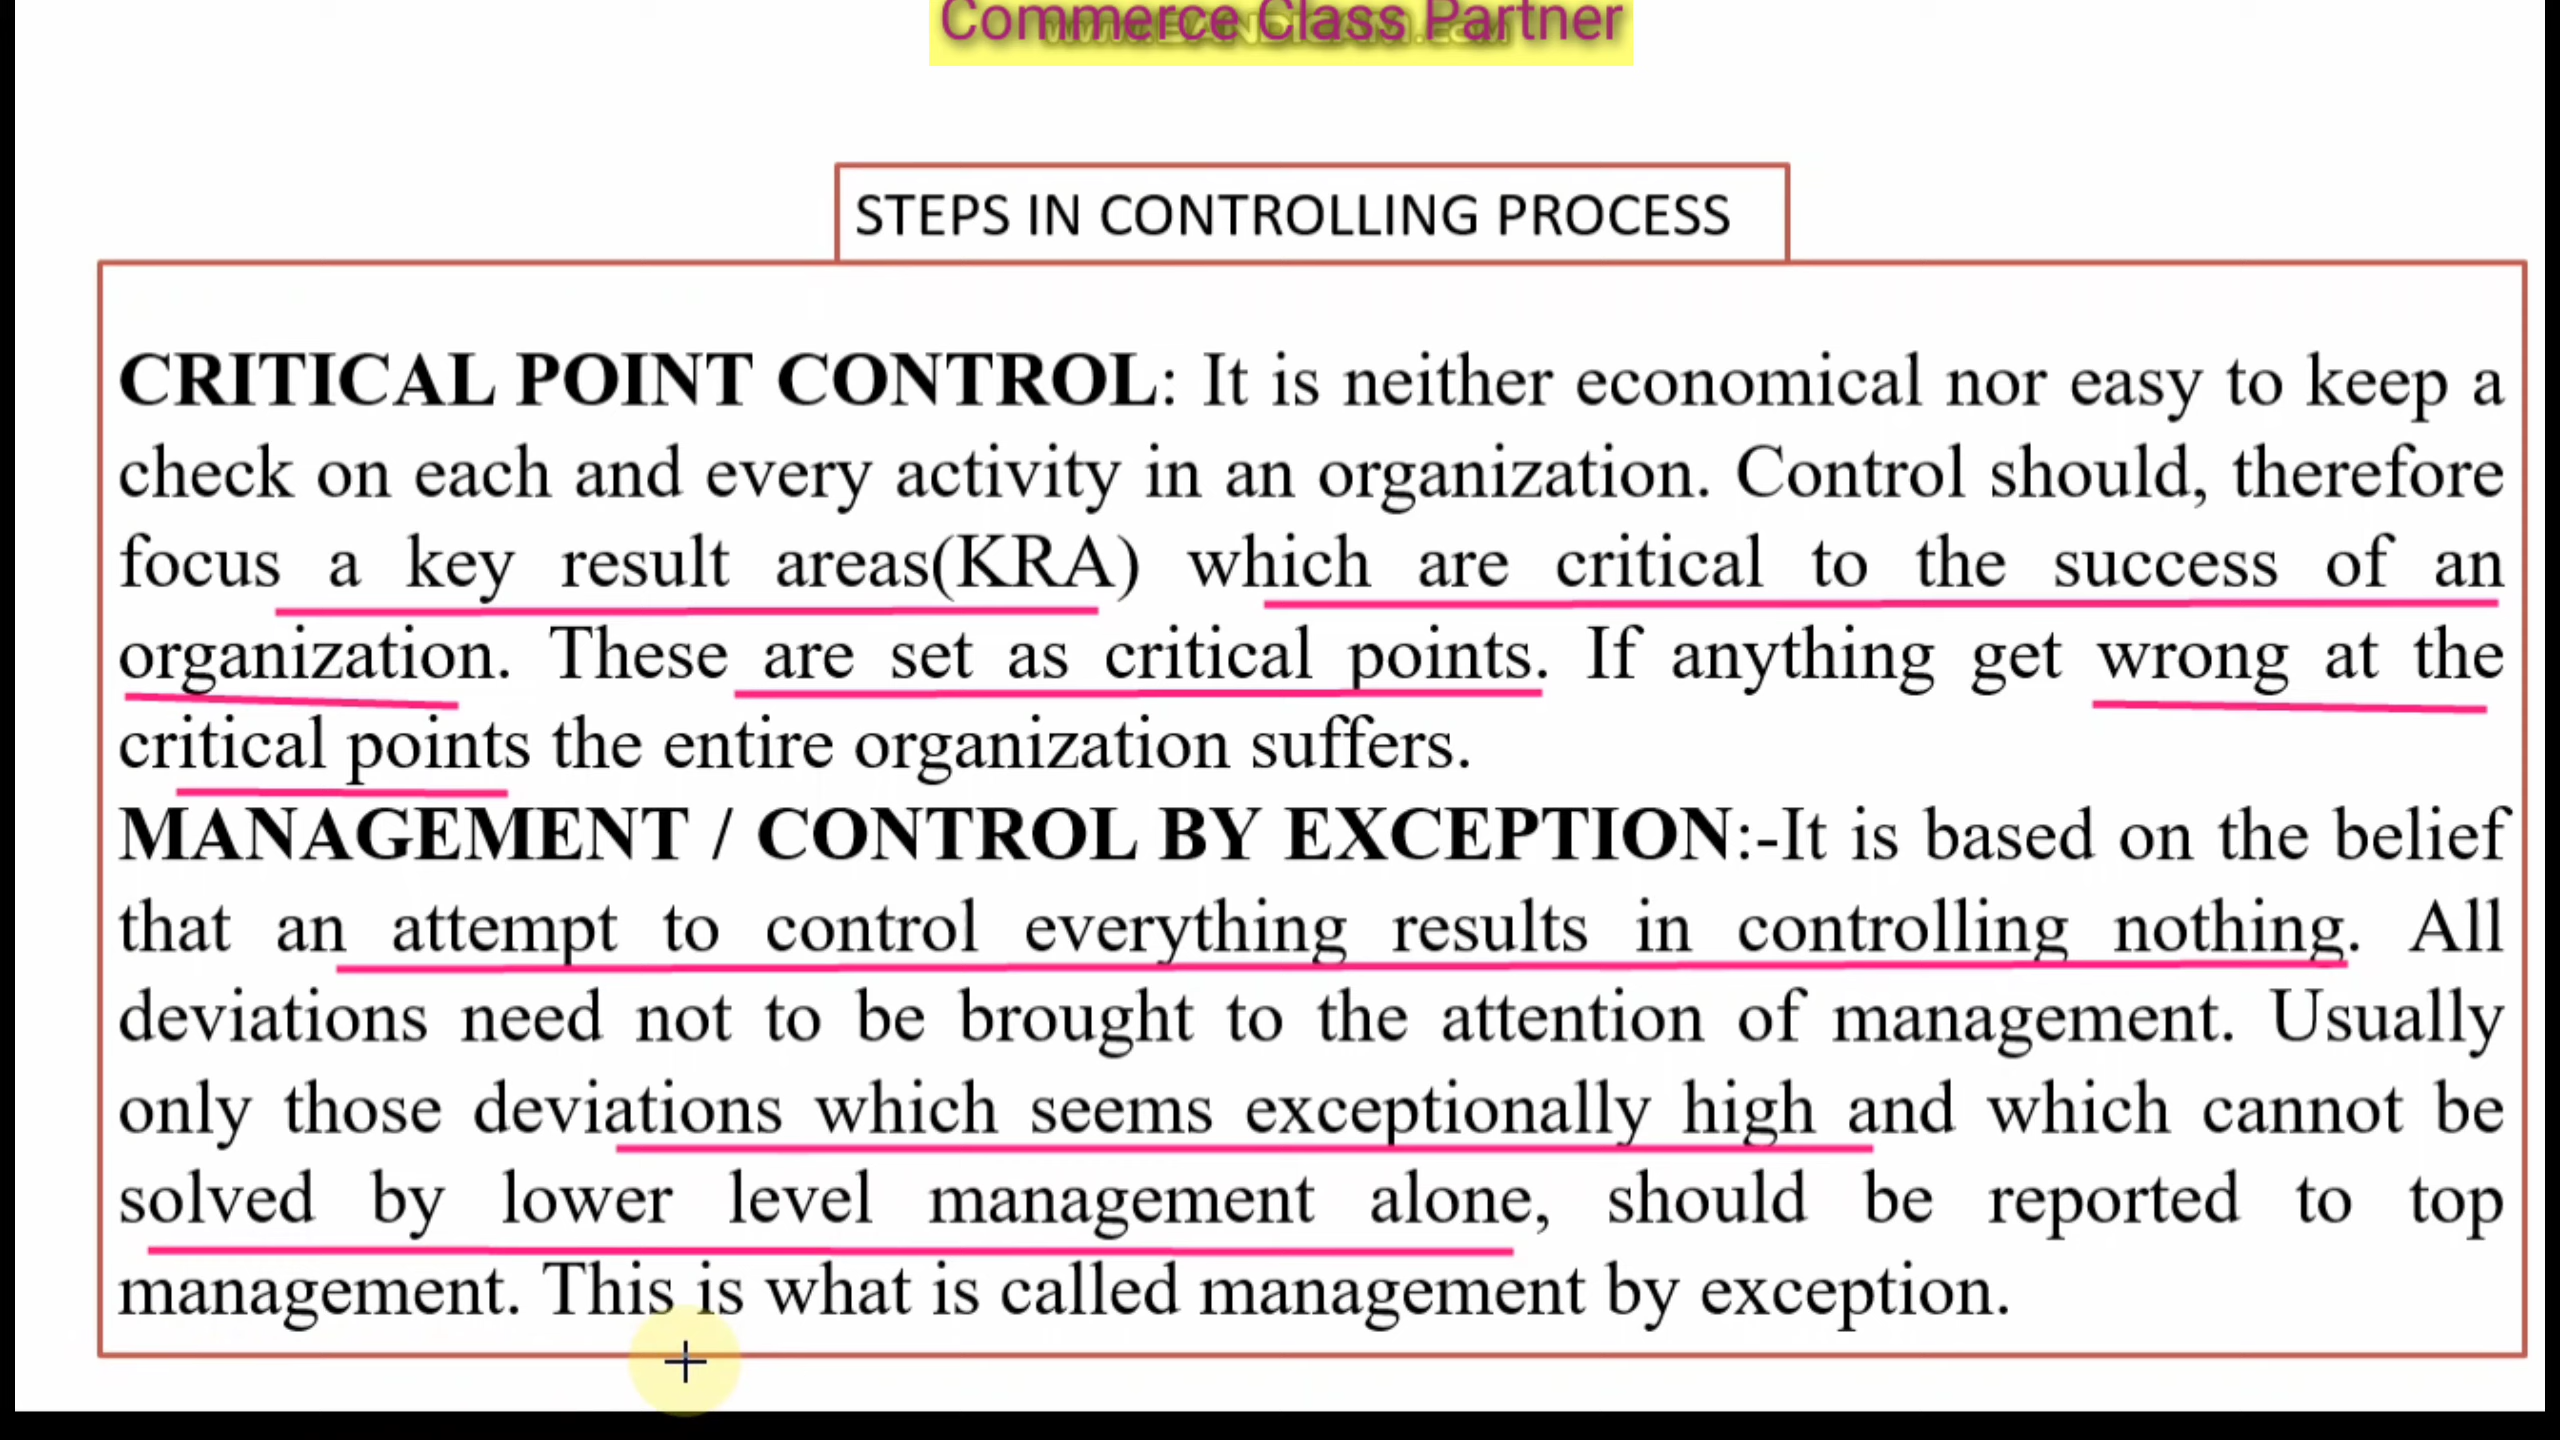 Commerce Class Partner
www.BANDICAM.com
STEPS IN CONTROLLING PROCESS
CRITICAL POINT CONTROL: It is neither economical nor easy to keep a
check on each and every activity in an organization. Control should, therefore
focus a key result areas(KRA) which are critical to the success of an
organization. These are set as critical points. If anything get wrong at the
critical points the entire organization suffers.
MANAGEMENT / CONTROL BY EXCEPTION:-It is based on the belief
that an attempt to control everything results in controlling nothing. All
deviations need not to be brought to the attention of management. Usually
only those deviations which seems exceptionally high and which cannot be
solved by lower level management alone, should be reported to top
management. This is what is called management by exception.